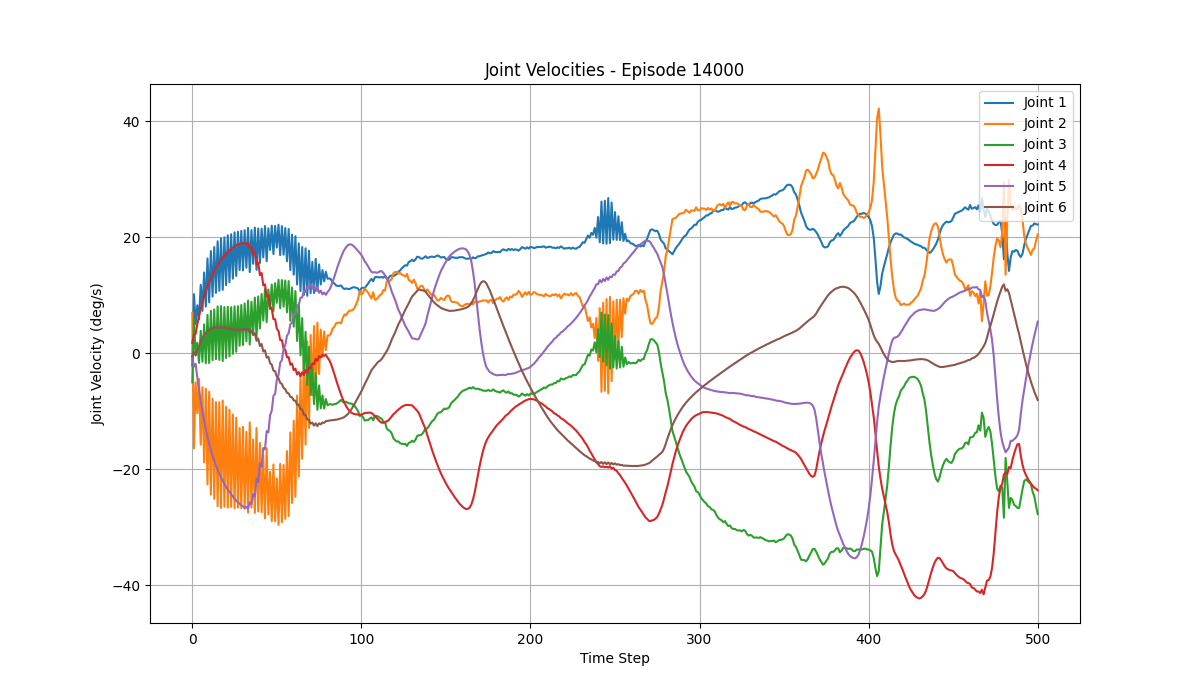 Joint Velocities - Episode 14000
Joint Velocity (deg/s)
40
20
0
−20
−40
Joint 1
Joint 2
Joint 3
Joint 4
Joint 5
Joint 6
0
100
200
300
400
500
Time Step